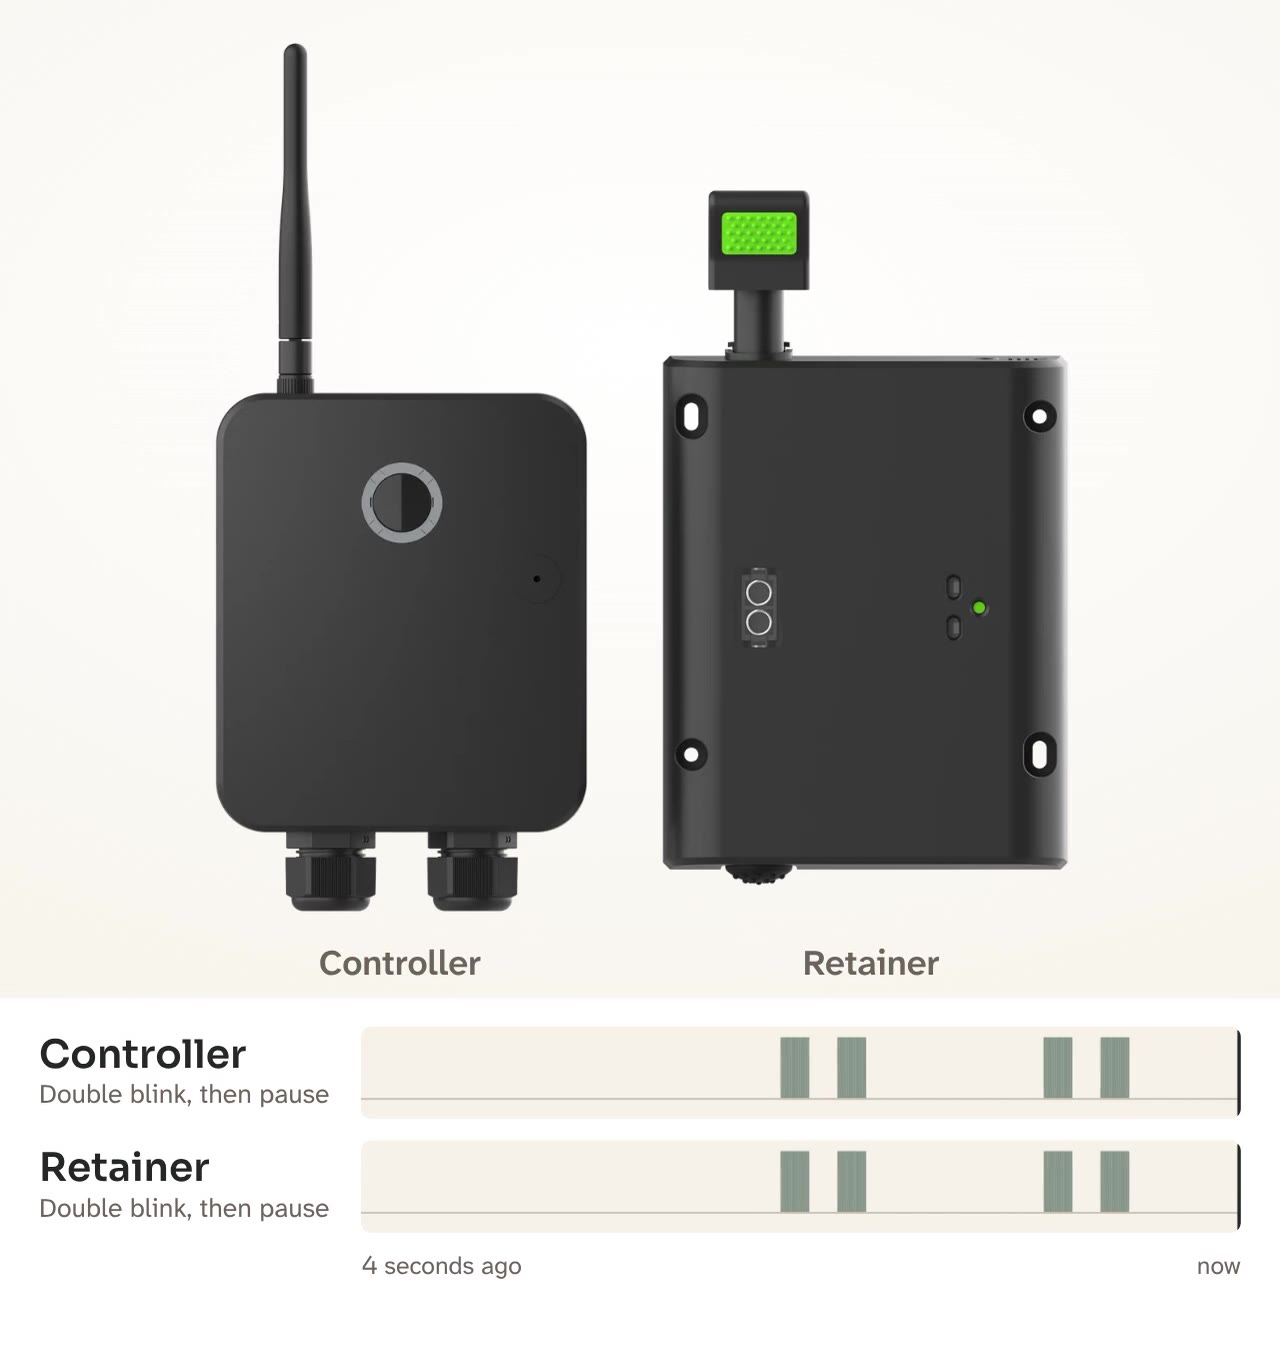 Controller
Retainer
Controller
Double blink, then pause
Retainer
Double blink, then pause
4 seconds ago
now